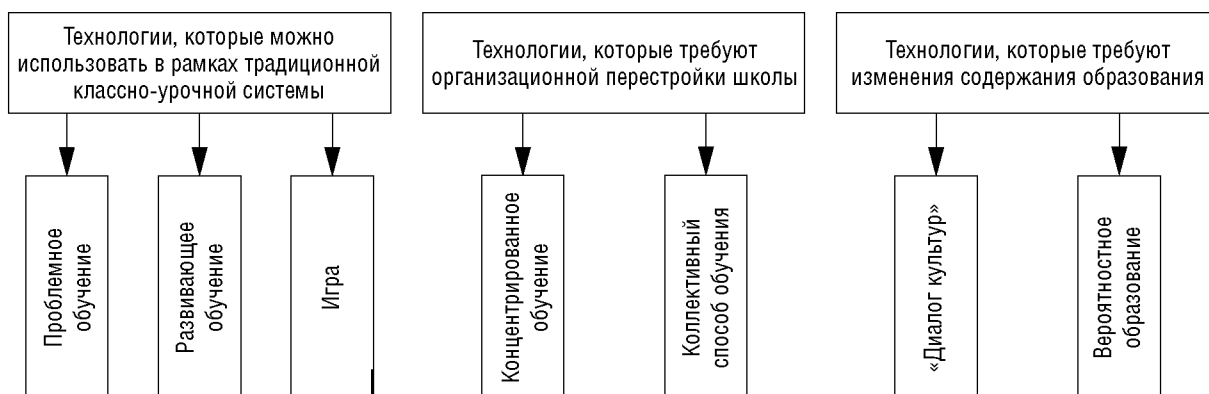 Технологии, которые можно
использовать в рамках традиционной
классно-урочной системы
Технологии, которые требуют
организационной перестройки школы
Технологии, которые требуют
изменения содержания образования
Проблемное
обучение
Развивающее
обучение
Игра
Концентрированное
обучение
Коллективный
способ обучения
«Диалог культур»
Вероятностное
образование